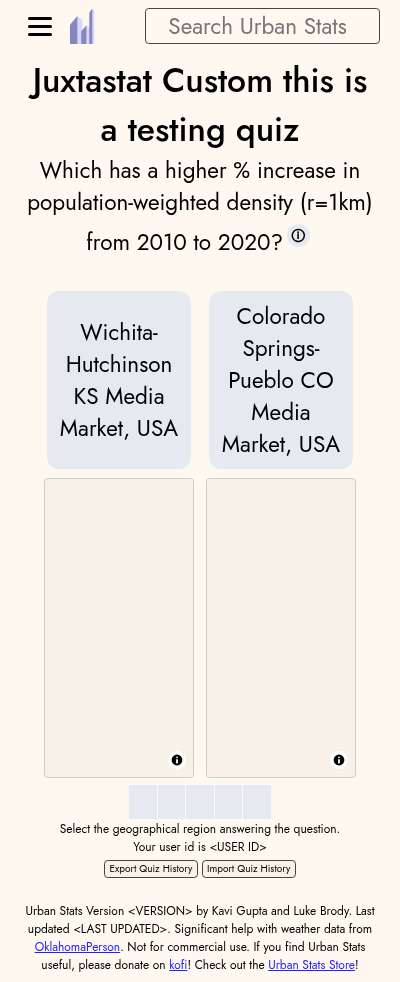 Search Urban Stats
Juxtastat Custom this is
a testing quiz
Which has a higher % increase in
population-weighted density (r=1km)
from 2010 to 2020?
Wichita-
Hutchinson
KS Media
Market, USA
Colorado
Springs-
Pueblo CO
Media
Market, USA
Select the geographical region answering the question.
Your user id is <USER ID>
Export Quiz History
Import Quiz History
Urban Stats Version <VERSION> by Kavi Gupta and Luke Brody. Last
updated <LAST UPDATED>. Significant help with weather data from
OklahomaPerson. Not for commercial use. If you find Urban Stats
useful, please donate on kofi! Check out the Urban Stats Store!